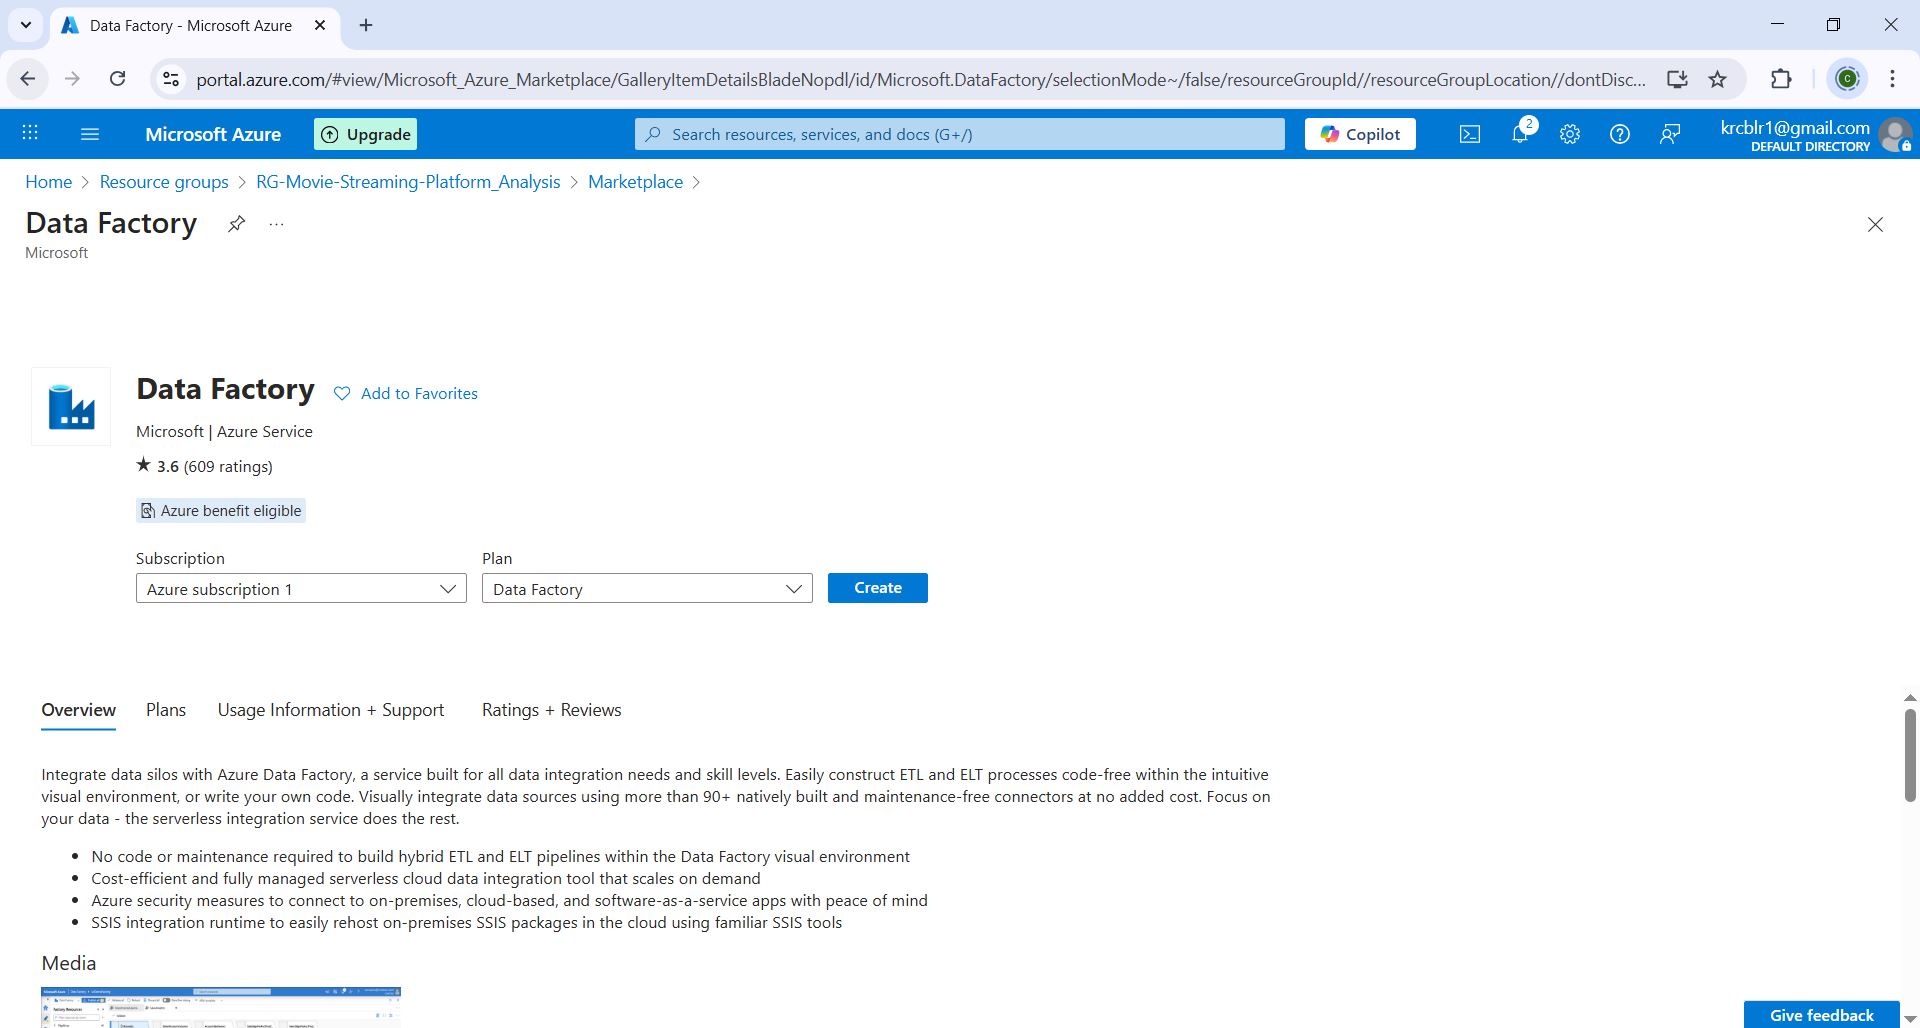 Data Factory - Microsoft Azure
portal.azure.com/#view/Microsoft_Azure_Marketplace/GalleryItemDetailsBladeNopdl/id/Microsoft.DataFactory/selectionMode~/false/resourceGroupId//resourceGroupLocation//dontDisc...
C
Microsoft Azure
Upgrade
Search resources, services, and docs (G+/)
Copilot
2
krcblr1@gmail.com
DEFAULT DIRECTORY
Home > Resource groups > RG-Movie-Streaming-Platform_Analysis > Marketplace >
Data Factory
...
Microsoft
Data Factory
Add to Favorites
Microsoft | Azure Service
★ 3.6 (609 ratings)
Azure benefit eligible
Subscription
Plan
Azure subscription 1
Data Factory
Create
Overview
Plans
Usage Information + Support
Ratings + Reviews
Integrate data silos with Azure Data Factory, a service built for all data integration needs and skill levels. Easily construct ETL and ELT processes code-free within the intuitive
visual environment, or write your own code. Visually integrate data sources using more than 90+ natively built and maintenance-free connectors at no added cost. Focus on
your data - the serverless integration service does the rest.
• No code or maintenance required to build hybrid ETL and ELT pipelines within the Data Factory visual environment
• Cost-efficient and fully managed serverless cloud data integration tool that scales on demand
• Azure security measures to connect to on-premises, cloud-based, and software-as-a-service apps with peace of mind
• SSIS integration runtime to easily rehost on-premises SSIS packages in the cloud using familiar SSIS tools
Media
Microsoft Azure
Factory Resources
Give feedback